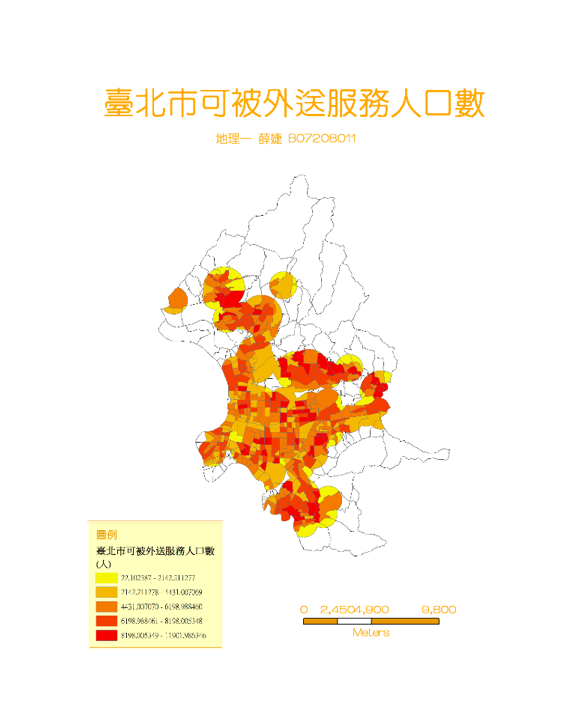 臺北市可被外送服務人口數
地理一 薛婕 B07208011
圖例
臺北市可被外送服務人口數
(人)
22.102387 - 2142.211277
2142.211278 - 4431.007069
4431.007070 - 6198.988460
6198.988461 - 8198.005348
8198.005349 - 11901.986346
0 2,4504,900 9,800
Meters